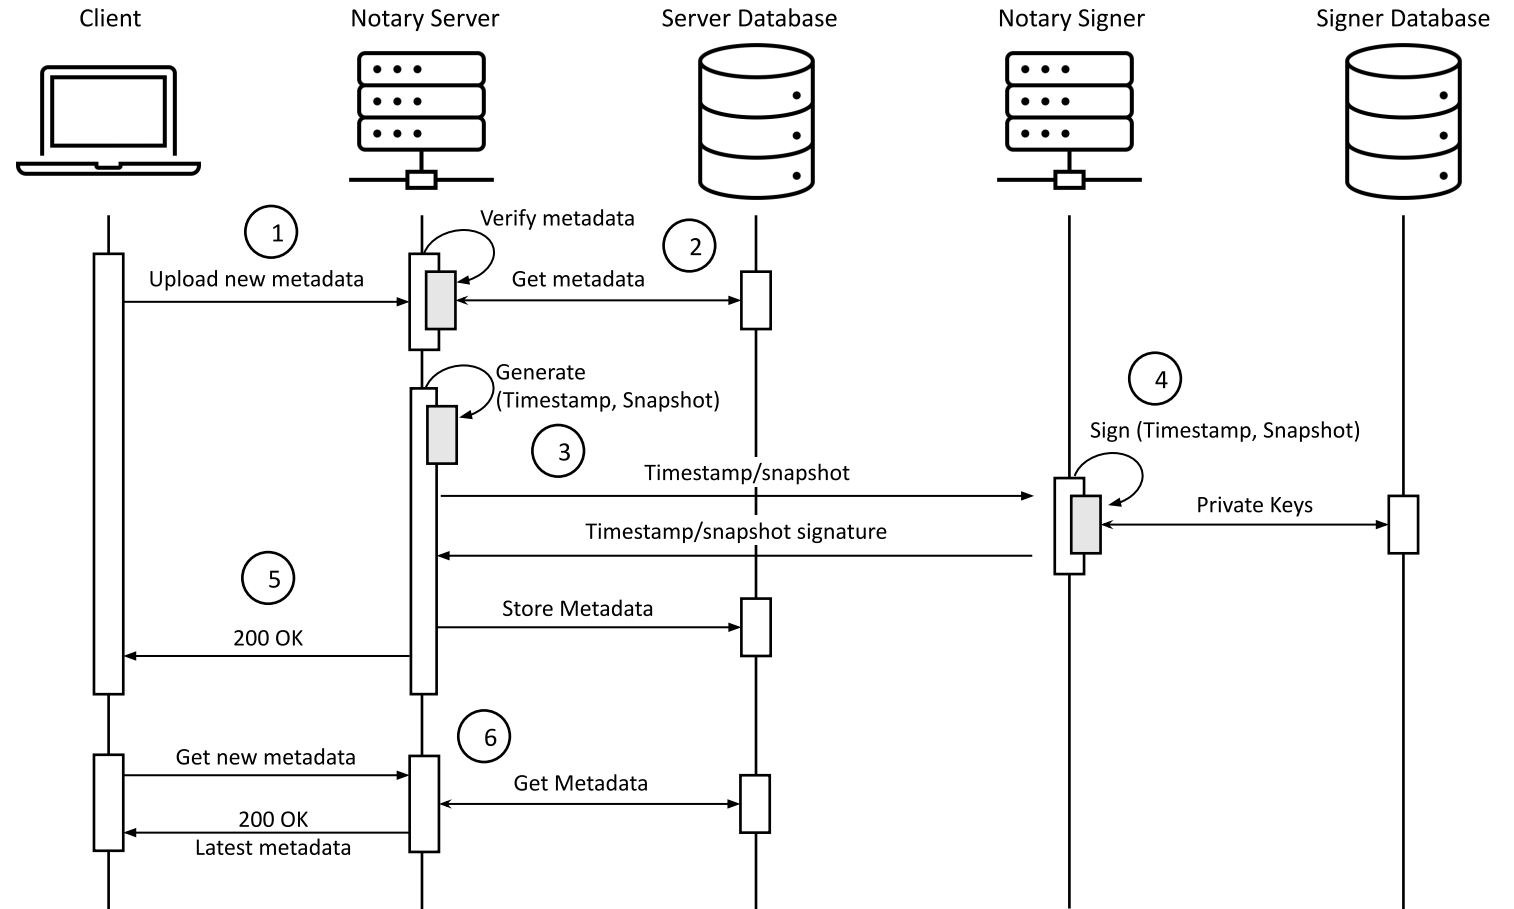 Client
Notary Server
Server Database
Notary Signer
Signer Database
1
Verify metadata
2
Upload new metadata
Get metadata
Generate
(Timestamp, Snapshot)
3
4
Sign (Timestamp, Snapshot)
Timestamp/snapshot
Private Keys
Timestamp/snapshot signature
5
Store Metadata
200 OK
6
Get new metadata
Get Metadata
200 OK
Latest metadata